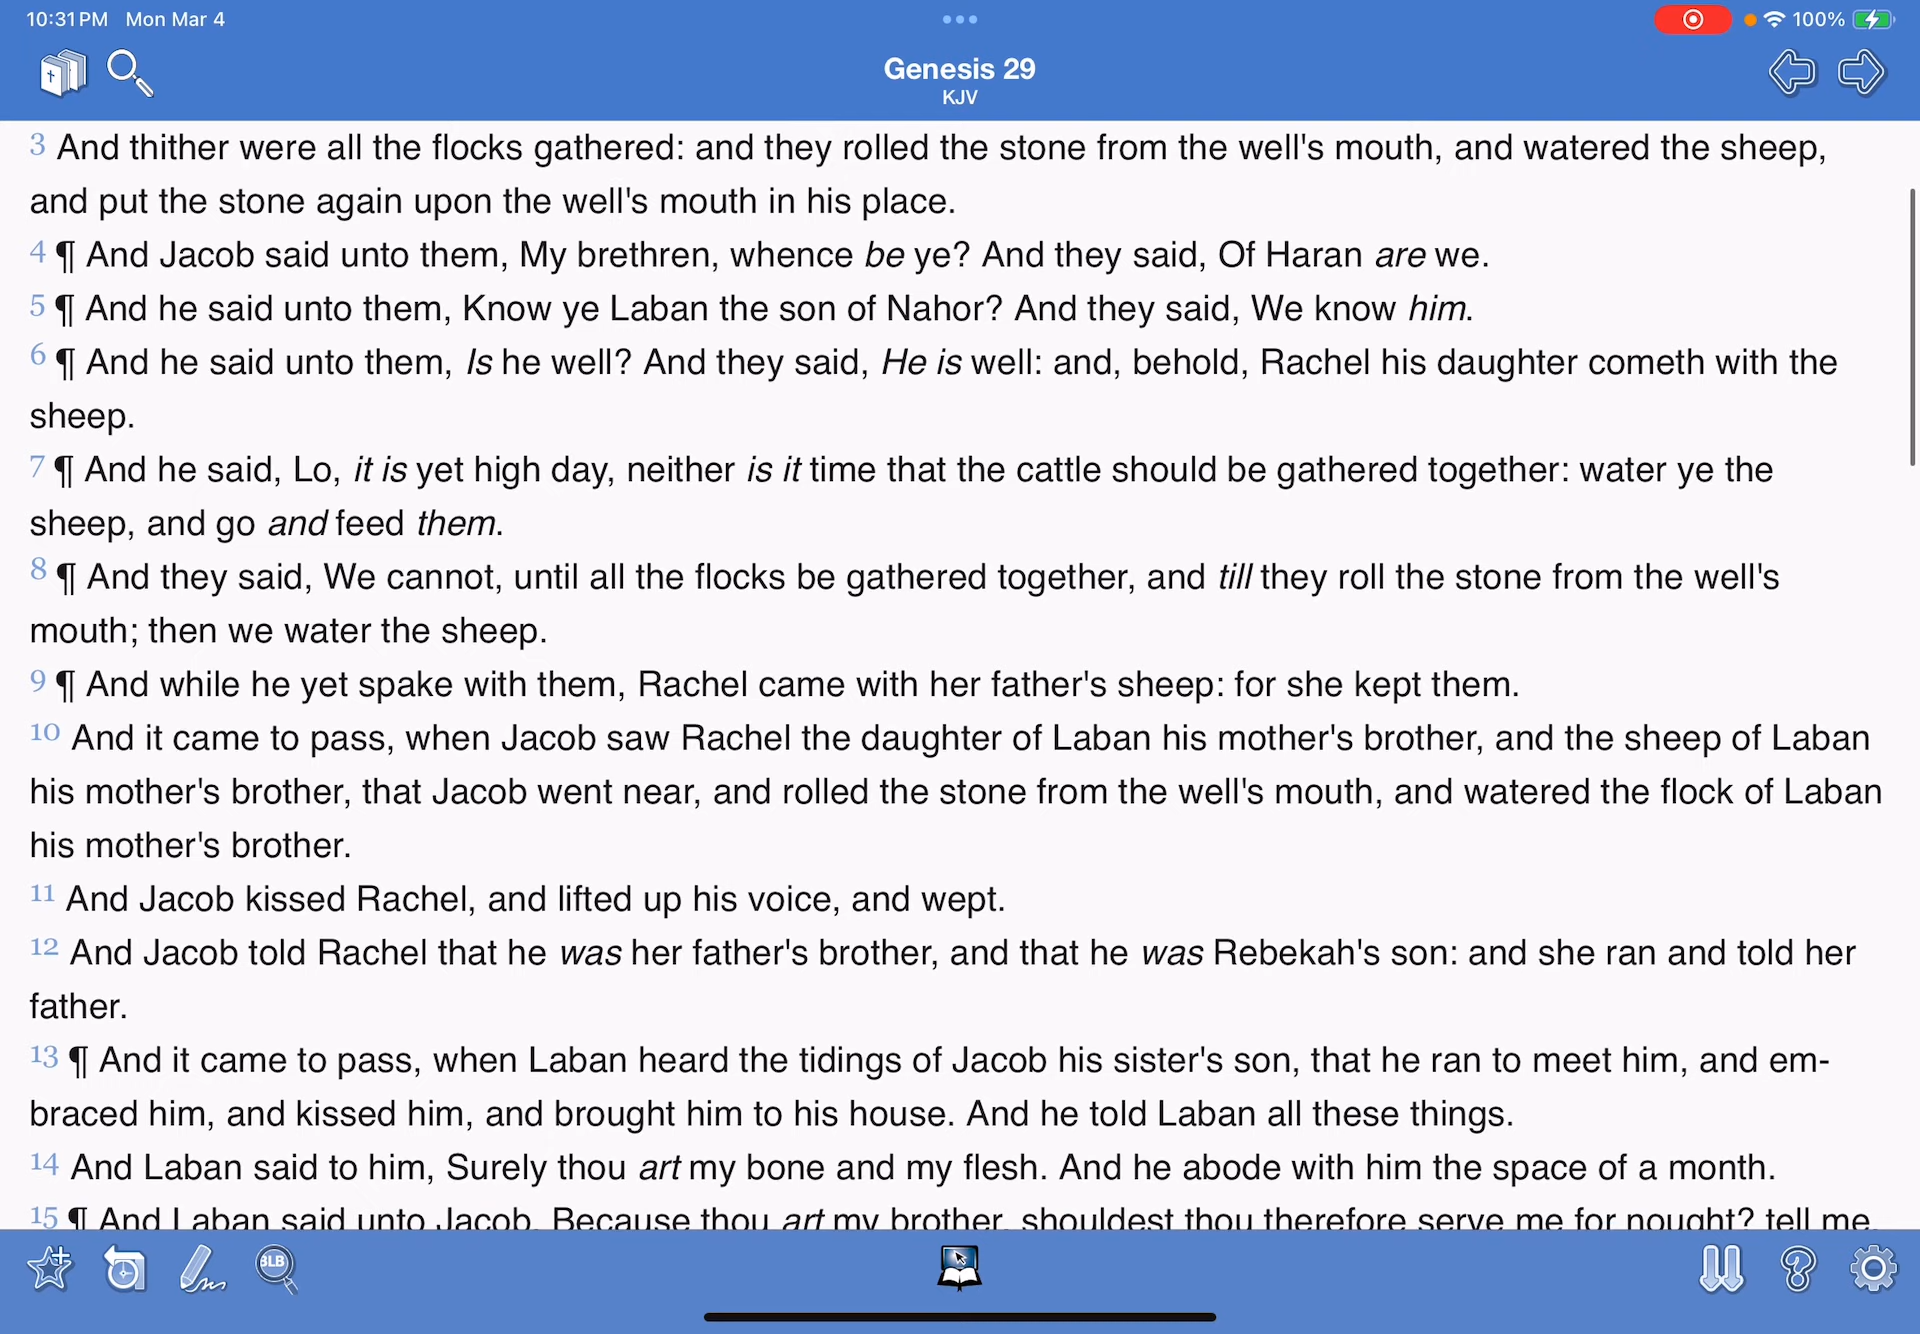 10:31 PM Mon Mar 4
100%
Genesis 29
KJV
3 And thither were all the flocks gathered: and they rolled the stone from the well's mouth, and watered the sheep,
and put the stone again upon the well's mouth in his place.
4 ¶ And Jacob said unto them, My brethren, whence be ye? And they said, Of Haran are we.
5 ¶ And he said unto them, Know ye Laban the son of Nahor? And they said, We know him.
6 ¶ And he said unto them, Is he well? And they said, He is well: and, behold, Rachel his daughter cometh with the
sheep.
7 ¶ And he said, Lo, it is yet high day, neither is it time that the cattle should be gathered together: water ye the
sheep, and go and feed them.
8 ¶ And they said, We cannot, until all the flocks be gathered together, and till they roll the stone from the well's
mouth; then we water the sheep.
9 ¶ And while he yet spake with them, Rachel came with her father's sheep: for she kept them.
10 And it came to pass, when Jacob saw Rachel the daughter of Laban his mother's brother, and the sheep of Laban
his mother's brother, that Jacob went near, and rolled the stone from the well's mouth, and watered the flock of Laban
his mother's brother.
11 And Jacob kissed Rachel, and lifted up his voice, and wept.
12 And Jacob told Rachel that he was her father's brother, and that he was Rebekah's son: and she ran and told her
father.
13 ¶ And it came to pass, when Laban heard the tidings of Jacob his sister's son, that he ran to meet him, and em-
braced him, and kissed him, and brought him to his house. And he told Laban all these things.
14 And Laban said to him, Surely thou art my bone and my flesh. And he abode with him the space of a month.
15 ¶ And Laban said unto Jacob, Because thou art my brother, shouldest thou therefore serve me for nought? tell me,
BLB